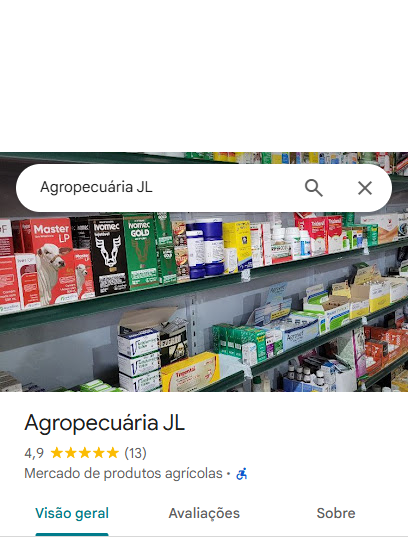 Agropecuária JL
Master
LP
Ivomec
Ivomec
GOLD
Agropecuária JL
4,9 ★★★★★ (13)
Mercado de produtos agrícolas ·
Visão geral Avaliações Sobre